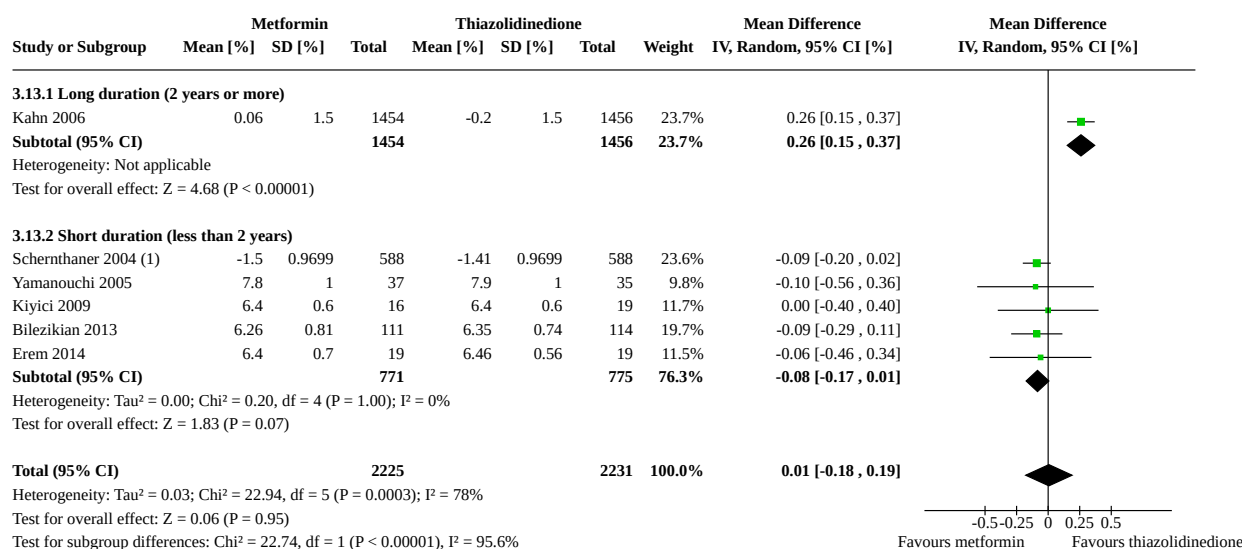 Metformin Thiazolidinedione Mean Difference Mean Difference
Study or Subgroup Mean [%] SD [%] Total Mean [%] SD [%] Total Weight IV, Random, 95% CI [%] IV, Random, 95% CI [%]
3.13.1 Long duration (2 years or more)
Kahn 2006 0.06 1.5 1454 -0.2 1.5 1456 23.7% 0.26 [0.15 , 0.37]
Subtotal (95% CI) 1454 1456 23.7% 0.26 [0.15 , 0.37]
Heterogeneity: Not applicable
Test for overall effect: Z = 4.68 (P < 0.00001)
3.13.2 Short duration (less than 2 years)
Schernthaner 2004 (1) -1.5 0.9699 588 -1.41 0.9699 588 23.6% -0.09 [-0.20 , 0.02]
Yamanouchi 2005 7.8 1 37 7.9 1 35 9.8% -0.10 [-0.56 , 0.36]
Kiyici 2009 6.4 0.6 16 6.4 0.6 19 11.7% 0.00 [-0.40 , 0.40]
Bilezikian 2013 6.26 0.81 111 6.35 0.74 114 19.7% -0.09 [-0.29 , 0.11]
Erem 2014 6.4 0.7 19 6.46 0.56 19 11.5% -0.06 [-0.46 , 0.34]
Subtotal (95% CI) 771 775 76.3% -0.08 [-0.17 , 0.01]
Heterogeneity: Tau² = 0.00; Chi² = 0.20, df = 4 (P = 1.00); I² = 0%
Test for overall effect: Z = 1.83 (P = 0.07)
Total (95% CI) 2225 2231 100.0% 0.01 [-0.18 , 0.19]
Heterogeneity: Tau² = 0.03; Chi² = 22.94, df = 5 (P = 0.0003); I² = 78%
Test for overall effect: Z = 0.06 (P = 0.95)
-0.5 -0.25 0 0.25 0.5
Test for subgroup differences: Chi² = 22.74, df = 1 (P < 0.00001), I² = 95.6% Favours metformin Favours thiazolidinedione